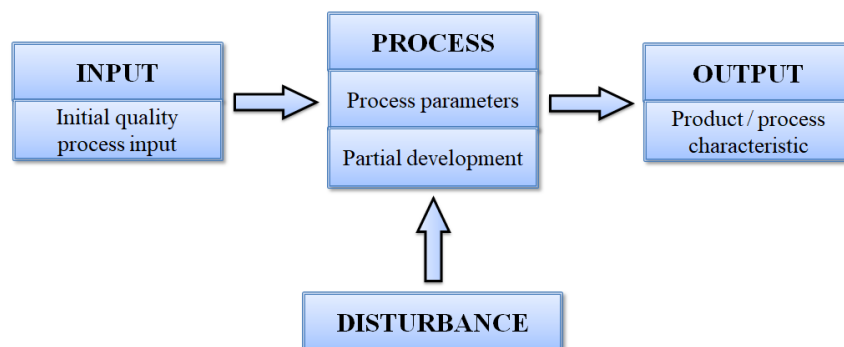 INPUT
Initial quality
process input
PROCESS
Process parameters
Partial development
OUTPUT
Product / process
characteristic
DISTURBANCE